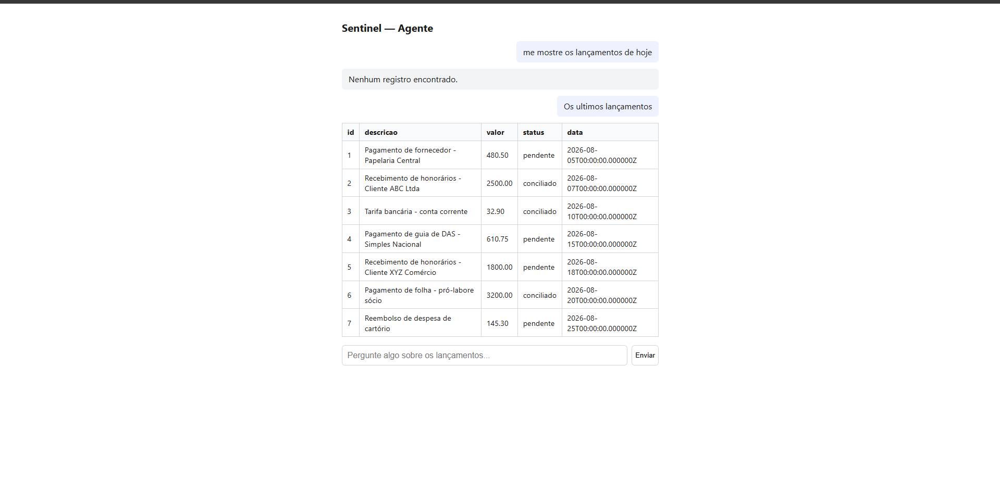 Sentinel — Agente
me mostre os lançamentos de hoje
Nenhum registro encontrado.
Os ultimos lançamentos
id descricao valor status data
1 Pagamento de fornecedor - Papelaria Central 480.50 pendente 2026-08-05T00:00:00.000000Z
2 Recebimento de honorários - Cliente ABC Ltda 2500.00 conciliado 2026-08-07T00:00:00.000000Z
3 Tarifa bancária - conta corrente 32.90 conciliado 2026-08-10T00:00:00.000000Z
4 Pagamento de guia de DAS - Simples Nacional 610.75 pendente 2026-08-15T00:00:00.000000Z
5 Recebimento de honorários - Cliente XYZ Comércio 1800.00 pendente 2026-08-18T00:00:00.000000Z
6 Pagamento de folha - pró-labore sócio 3200.00 conciliado 2026-08-20T00:00:00.000000Z
7 Reembolso de despesa de cartório 145.30 pendente 2026-08-25T00:00:00.000000Z
Pergunte algo sobre os lançamentos... Enviar